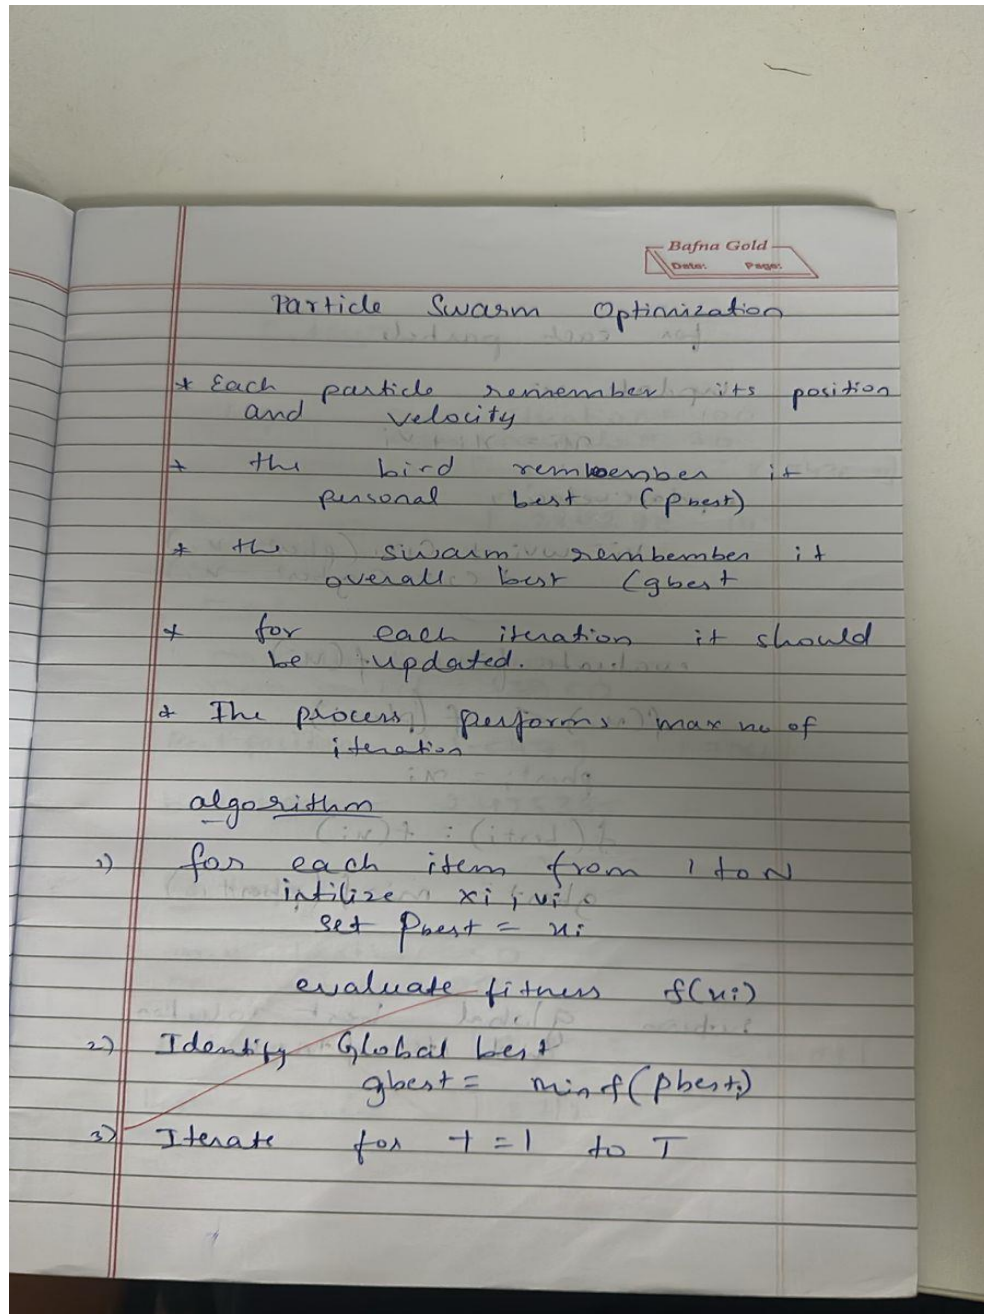 Bafna Gold
Date: Page:
Particle Swarm Optimization
* Each particle remember its position
and velocity
* the bird remember it
personal best (Pbest)
* the swarm rembember it
overall best (gbest
* for each iteration it should
be updated.
* The process performs max no of
iteration
algorithm
1) for each item from 1 to N
intilize xi, vi
set Pbest = xi
evaluate fitness f(xi)
2) Identify Global best
gbest = min f(Pbesti)
3) Iterate for t = 1 to T